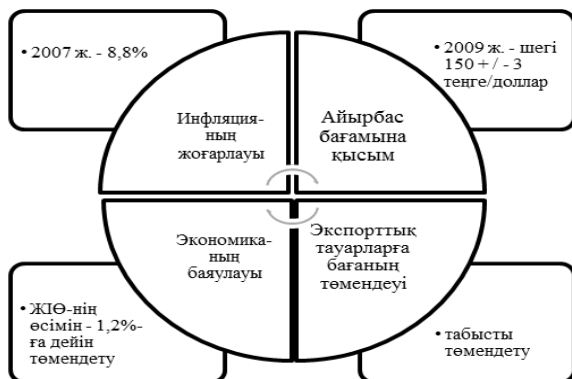 • 2007 ж. - 8,8%
• 2009 ж. - шегі
150 + / - 3
теңге/доллар
Инфляция-
ның
жоғарлауы
Айырбас
бағамына
қысым
Экономика-
ның
баяулауы
Экспорттық
тауарларға
бағаның
төмендеуі
• ЖІӨ-нің
өсімін - 1,2%-
ға дейін
төмендету
• табысты
төмендету